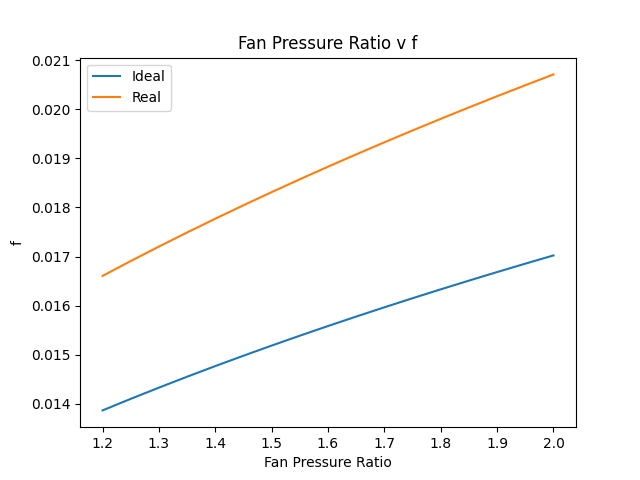 Fan Pressure Ratio v f
Ideal
Real
0.021
0.020
0.019
0.018
0.017
0.016
0.015
0.014
f
1.2 1.3 1.4 1.5 1.6 1.7 1.8 1.9 2.0
Fan Pressure Ratio